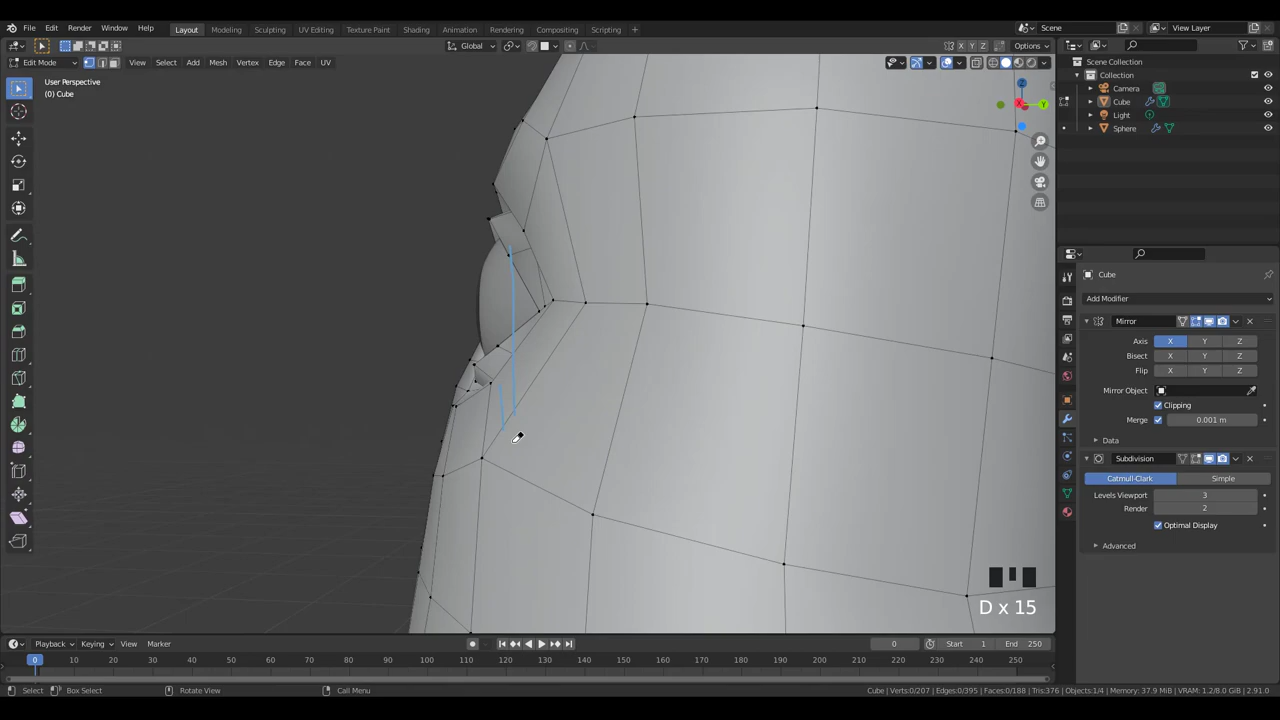 File Edit Render Window Help Layout Modeling Sculpting UV Editing Texture Paint Shading Animation Rendering Compositing Scripting + Scene View Layer
Global X Y Z Options
Edit Mode View Select Add Mesh Vertex Edge Face UV
User Perspective
(0) Cube
Z
X
Y
Scene Collection
Collection
Camera
Cube
Light
Sphere
Cube
Add Modifier
Mirror
Axis X Y Z
Bisect X Y Z
Flip X Y Z
Mirror Object
Clipping
Merge 0.001 m
Data
Subdivision
Catmull-Clark Simple
Levels Viewport 3
Render 2
Optimal Display
Advanced
D x 15
Playback Keying View Marker 0 Start 1 End 250
0 10 20 30 40 50 60 70 80 90 100 110 120 130 140 150 160 170 180 190 200 210 220 230 240 250
Select Box Select Rotate View Call Menu Cube | Verts:0/207 | Edges:0/395 | Faces:0/188 | Tris:376 | Objects:1/4 | Memory: 37.9 MiB | VRAM: 1.2/8.0 GiB | 2.91.0